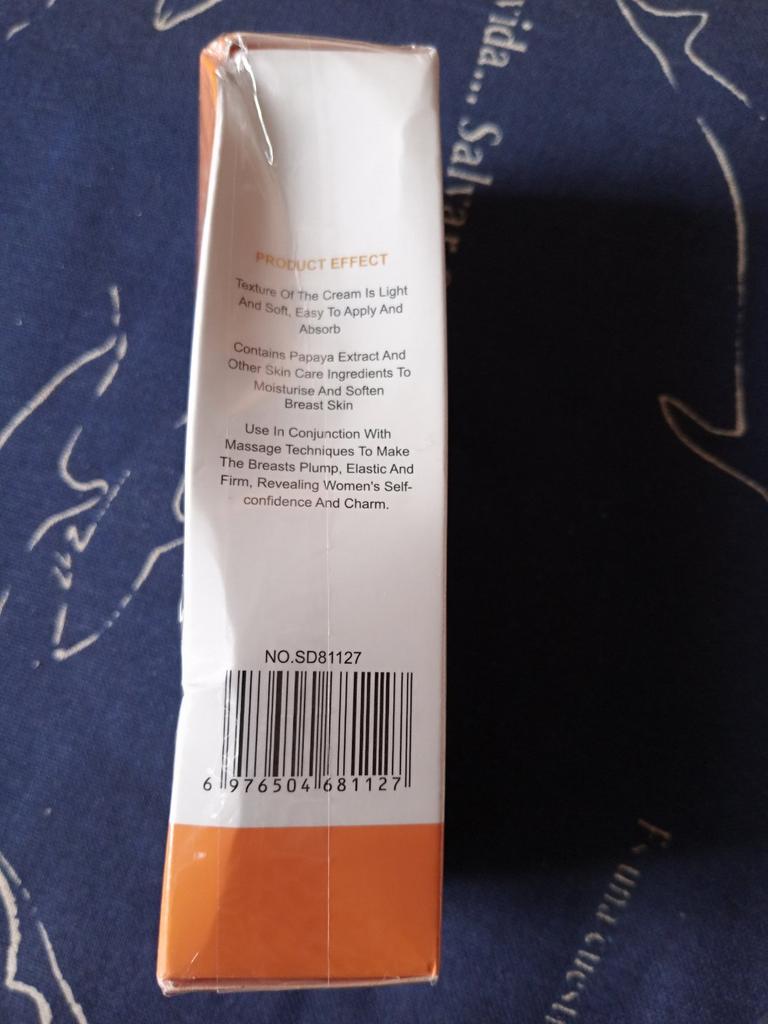 PRODUCT EFFECT
Texture Of The Cream Is Light
And Soft, Easy To Apply And
Absorb
Contains Papaya Extract And
Other Skin Care Ingredients To
Moisturise And Soften
Breast Skin
Use In Conjunction With
Massage Techniques To Make
The Breasts Plump, Elastic And
Firm, Revealing Women's Self-
confidence And Charm.
NO.SD81127
6 976504 681127
vida... Salvar